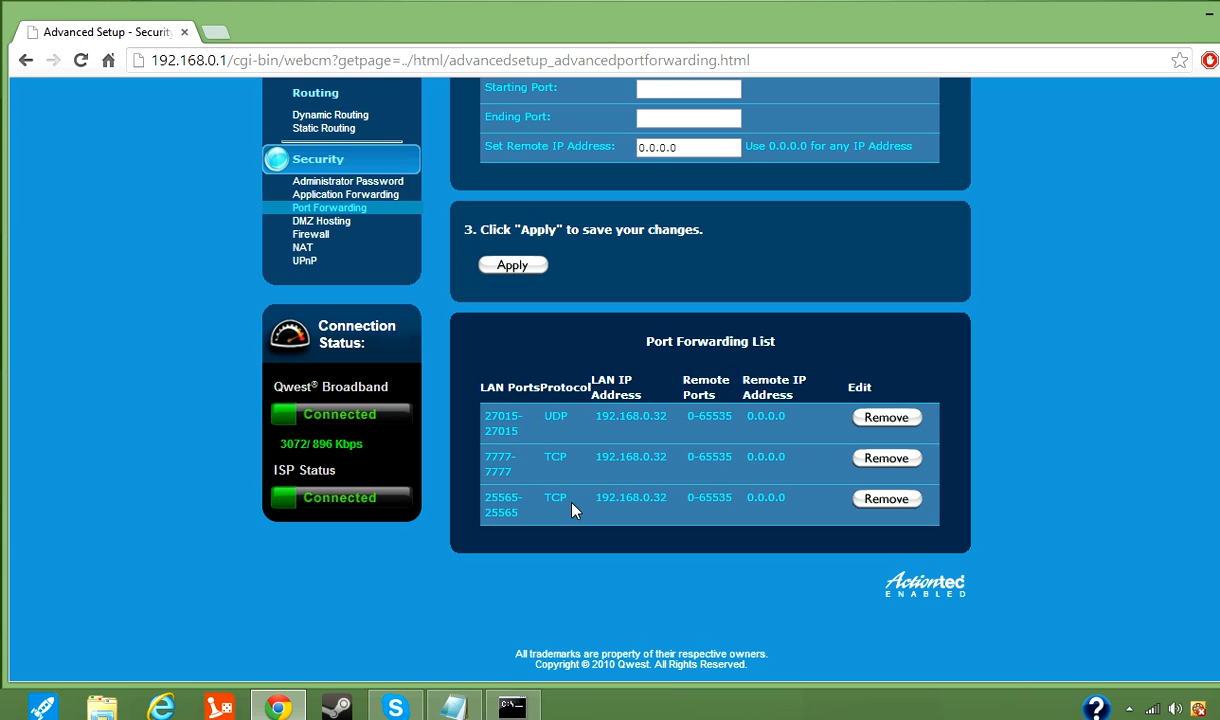 Advanced Setup - Security
192.168.0.1/cgi-bin/webcm?getpage=../html/advancedsetup_advancedportforwarding.html
Routing
Dynamic Routing
Static Routing
Security
Administrator Password
Application Forwarding
Port Forwarding
DMZ Hosting
Firewall
NAT
UPnP
Connection
Status:
Qwest® Broadband
Connected
3072/ 896 Kbps
ISP Status
Connected
Starting Port:
Ending Port:
Set Remote IP Address: 0.0.0.0 Use 0.0.0.0 for any IP Address
3. Click "Apply" to save your changes.
Apply
Port Forwarding List
LAN Ports Protocol LAN IP Address Remote Ports Remote IP Address Edit
27015-27015 UDP 192.168.0.32 0-65535 0.0.0.0 Remove
7777-7777 TCP 192.168.0.32 0-65535 0.0.0.0 Remove
25565-25565 TCP 192.168.0.32 0-65535 0.0.0.0 Remove
Actiontec
ENABLED
All trademarks are property of their respective owners.
Copyright © 2010 Qwest. All Rights Reserved.
C:\_